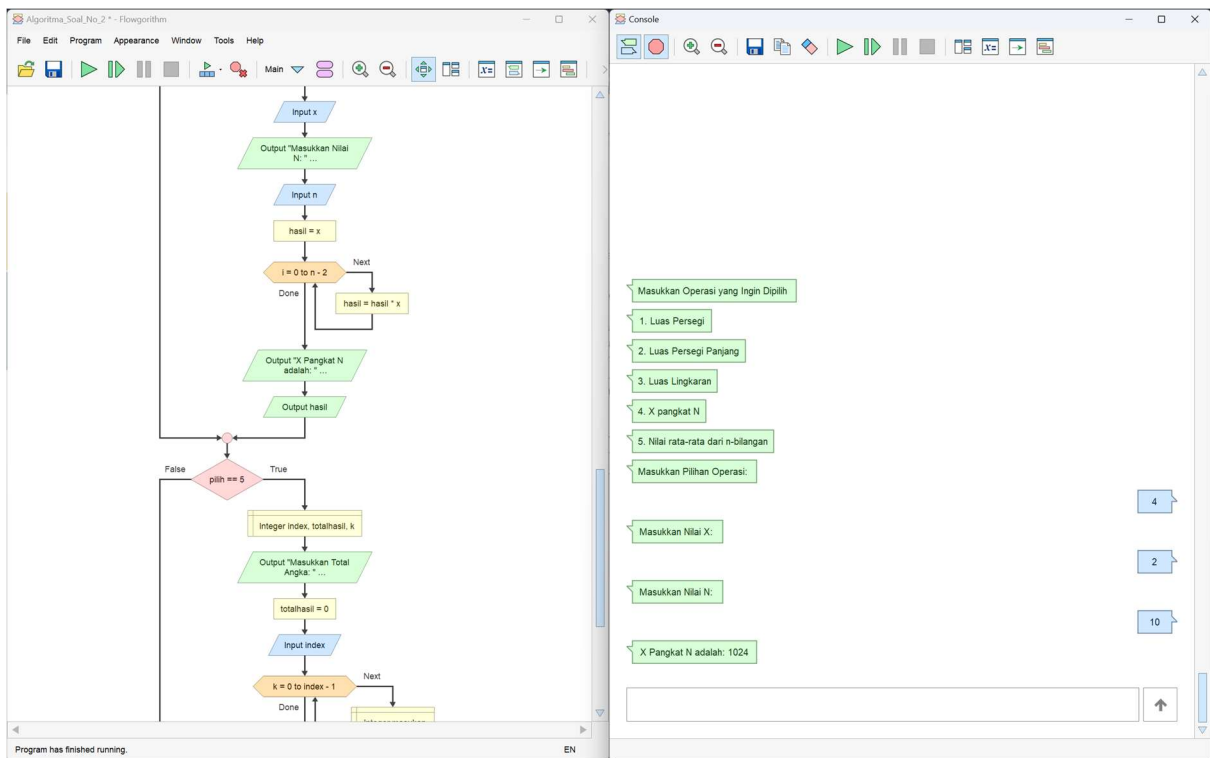 Algoritma_Soal_No_2 * - Flowgorithm
File Edit Program Appearance Window Tools Help
Main
Input x
Output "Masukkan Nilai
N: " ...
Input n
hasil = x
i = 0 to n - 2
Next
Done
hasil = hasil * x
Output "X Pangkat N
adalah: " ...
Output hasil
False
True
pilih == 5
Integer index, totalhasil, k
Output "Masukkan Total
Angka: " ...
totalhasil = 0
Input index
k = 0 to index - 1
Next
Done
Program has finished running.
EN
Console
Masukkan Operasi yang Ingin Dipilih
1. Luas Persegi
2. Luas Persegi Panjang
3. Luas Lingkaran
4. X pangkat N
5. Nilai rata-rata dari n-bilangan
Masukkan Pilihan Operasi:
4
Masukkan Nilai X:
2
Masukkan Nilai N:
10
X Pangkat N adalah: 1024